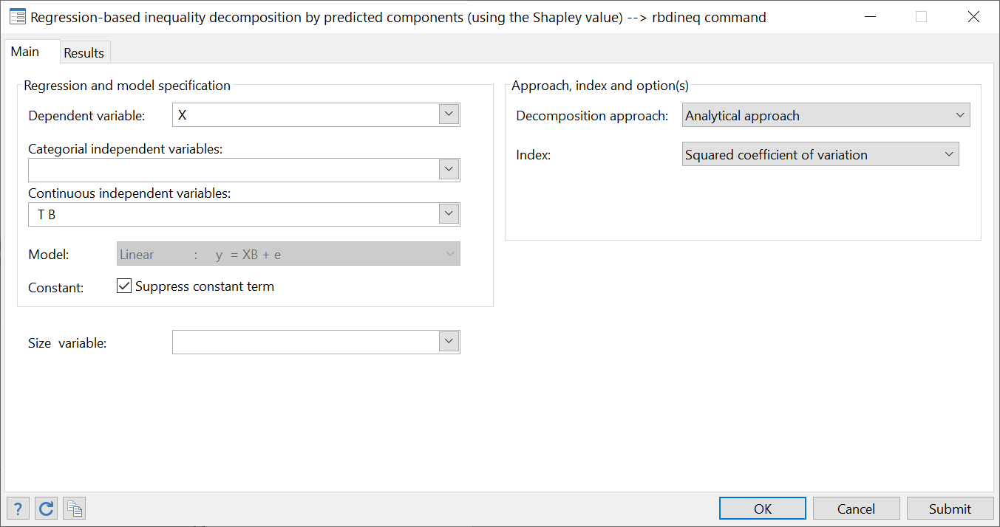 Regression-based inequality decomposition by predicted components (using the Shapley value) --> rbdineq command
Main
Results
Regression and model specification
Dependent variable: X
Categorial independent variables:
Continuous independent variables:
T B
Model: Linear : y = XB + e
Constant: Suppress constant term
Size variable:
Approach, index and option(s)
Decomposition approach: Analytical approach
Index: Squared coefficient of variation
?
OK
Cancel
Submit